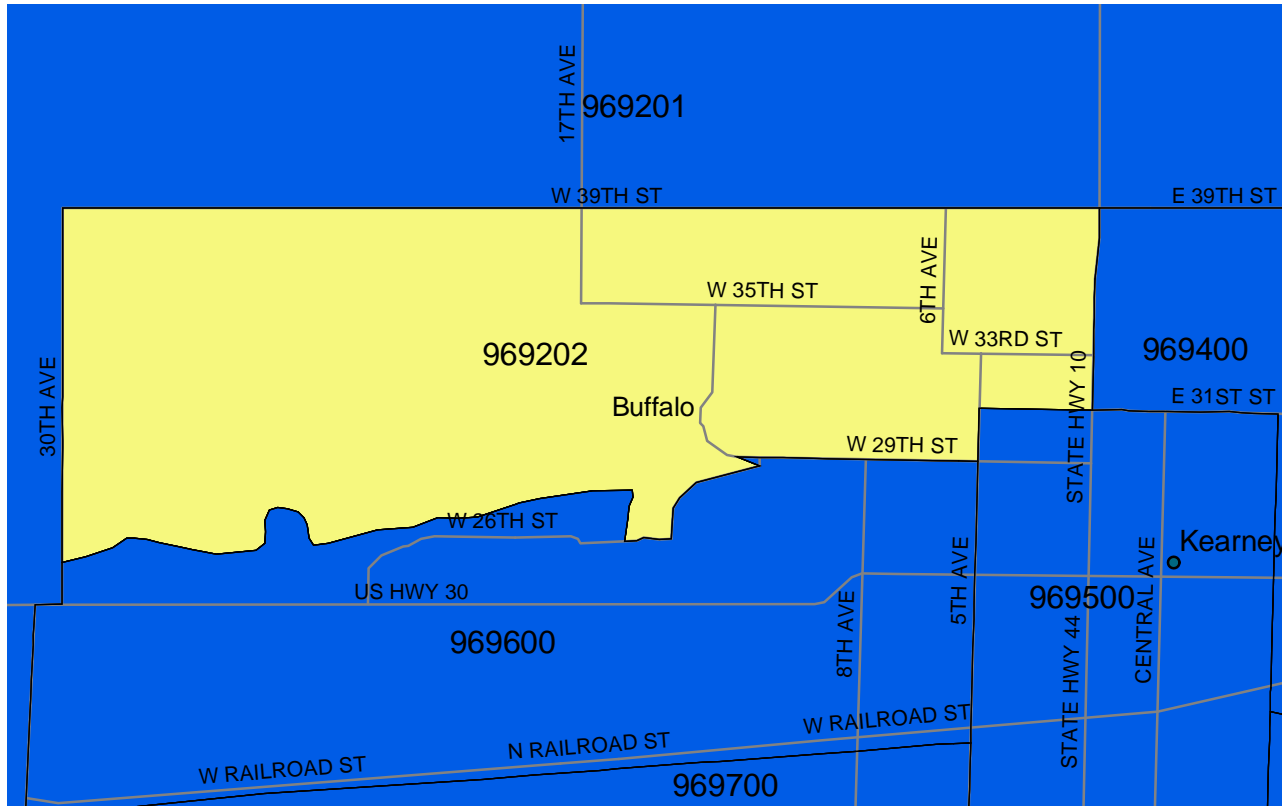 17TH AVE
969201
W 39TH ST
E 39TH ST
6TH AVE
W 35TH ST
W 33RD ST
969202
969400
30TH AVE
STATE HWY 10
E 31ST ST
Buffalo
W 29TH ST
W 26TH ST
Kearney
US HWY 30
5TH AVE
969500
CENTRAL AVE
8TH AVE
969600
STATE HWY 44
W RAILROAD ST
N RAILROAD ST
W RAILROAD ST
969700